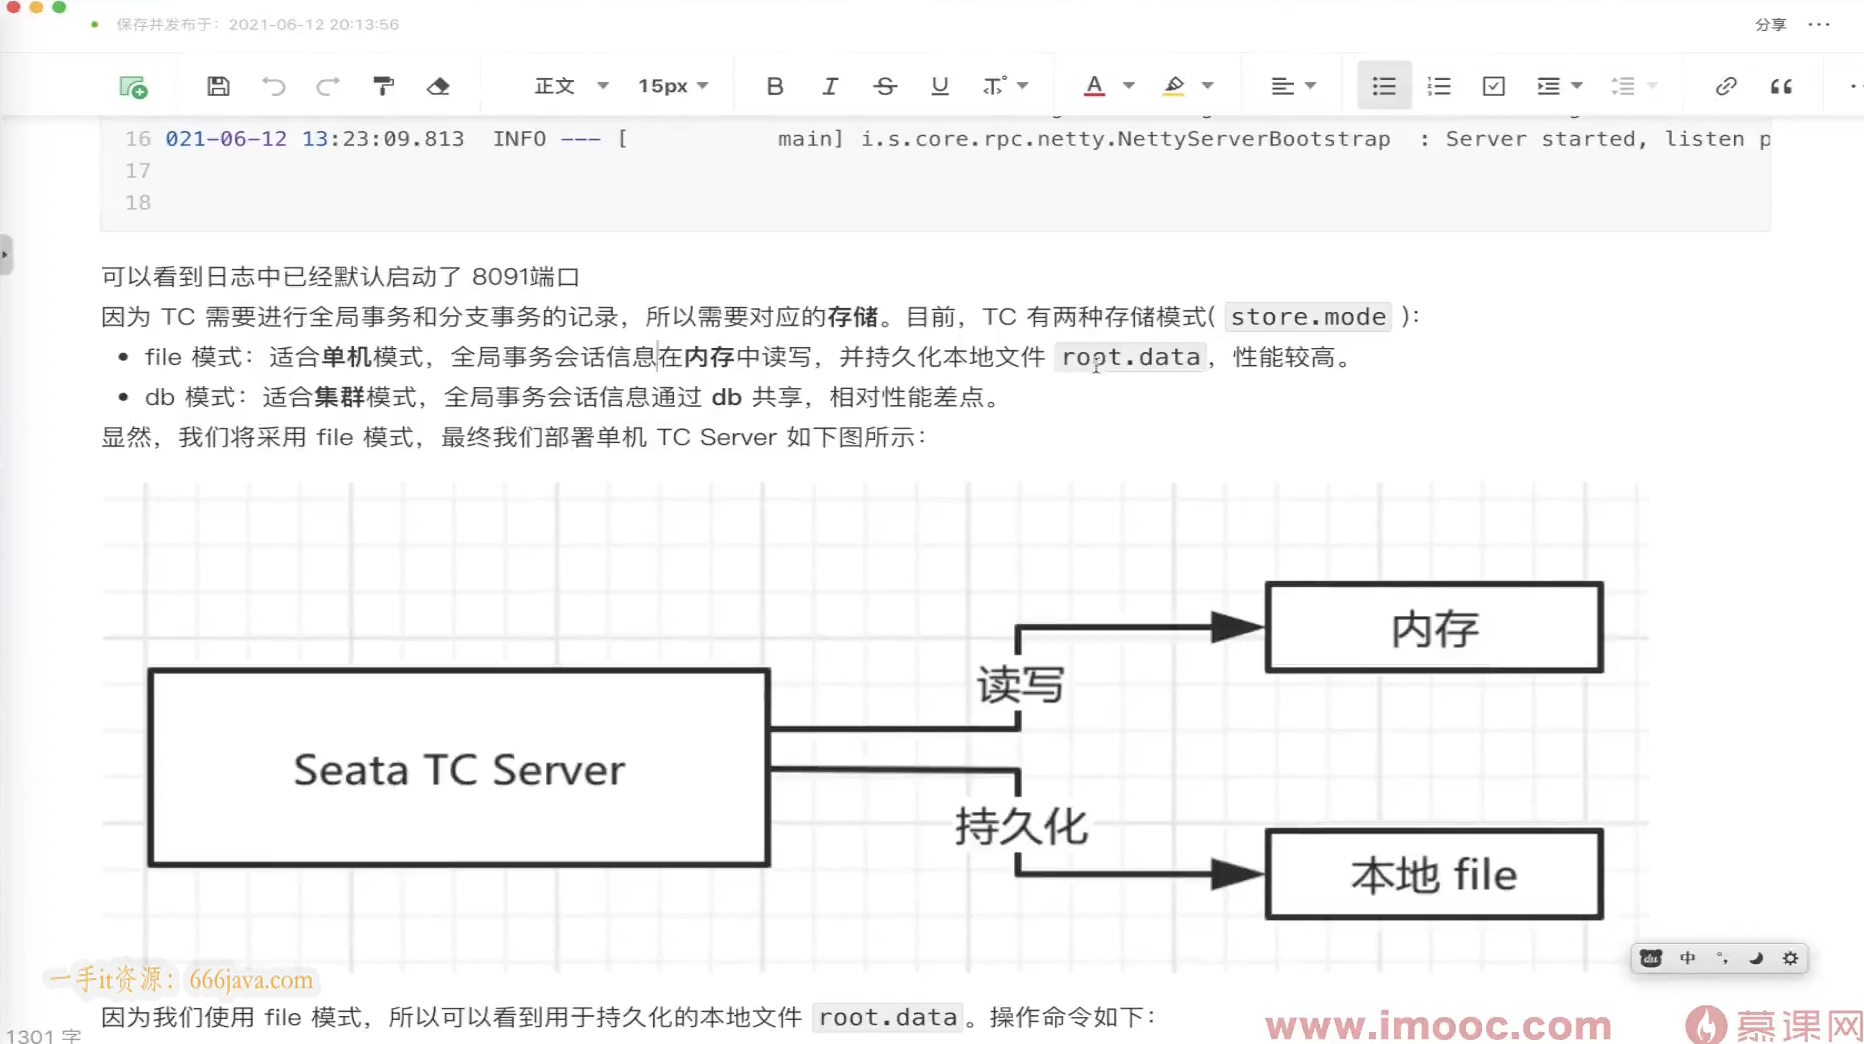 保存并发布于：2021-06-12 20:13:56
分享
正文
15px
16 021-06-12 13:23:09.813  INFO --- [           main] i.s.core.rpc.netty.NettyServerBootstrap  : Server started, listen p
17
18
可以看到日志中已经默认启动了 8091端口
因为 TC 需要进行全局事务和分支事务的记录，所以需要对应的存储。目前，TC 有两种存储模式( store.mode )：
• file 模式：适合单机模式，全局事务会话信息在内存中读写，并持久化本地文件 root.data，性能较高。
• db 模式：适合集群模式，全局事务会话信息通过 db 共享，相对性能差点。
显然，我们将采用 file 模式，最终我们部署单机 TC Server 如下图所示：
内存
读写
Seata TC Server
持久化
本地 file
中
一手it资源：666java.com
因为我们使用 file 模式，所以可以看到用于持久化的本地文件 root.data。操作命令如下：
1301 字
www.imooc.com
慕课网